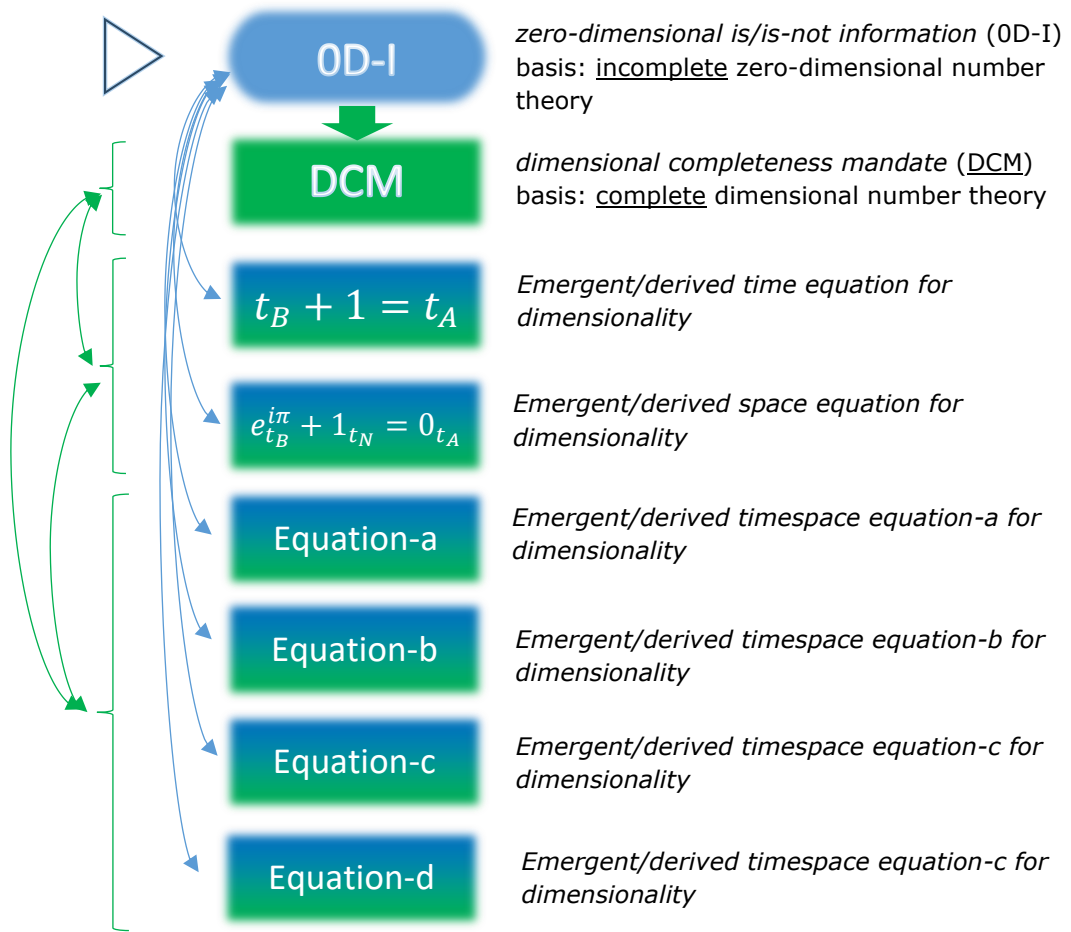 0D-I
zero-dimensional is/is-not information (0D-I)
basis: incomplete zero-dimensional number
theory
DCM
dimensional completeness mandate (DCM)
basis: complete dimensional number theory
t_B + 1 = t_A
Emergent/derived time equation for
dimensionality
e^{iπ}_{t_B} + 1_{t_N} = 0_{t_A}
Emergent/derived space equation for
dimensionality
Equation-a
Emergent/derived timespace equation-a for
dimensionality
Equation-b
Emergent/derived timespace equation-b for
dimensionality
Equation-c
Emergent/derived timespace equation-c for
dimensionality
Equation-d
Emergent/derived timespace equation-c for
dimensionality